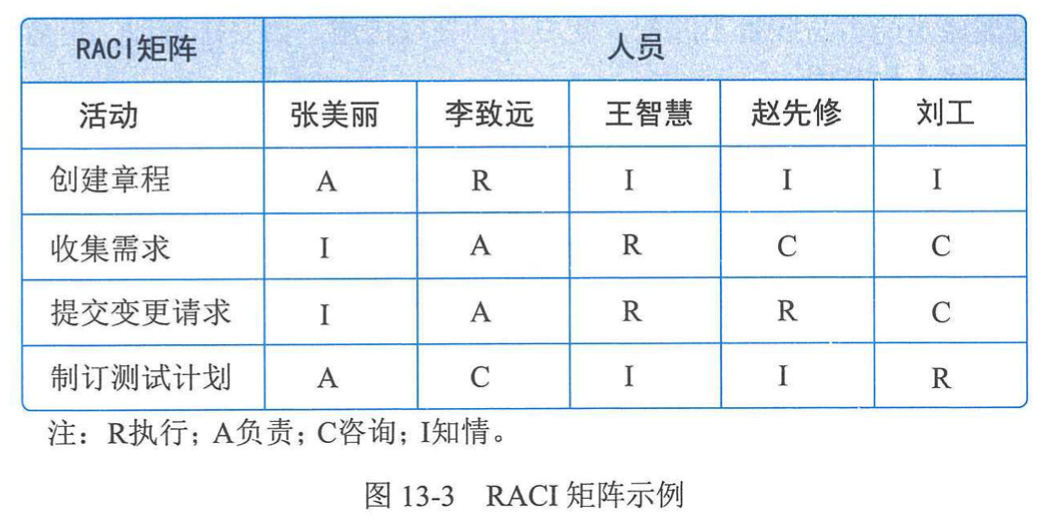 RACI矩阵 人员
活动 张美丽 李致远 王智慧 赵先修 刘工
创建章程 A R I I I
收集需求 I A R C C
提交变更请求 I A R R C
制订测试计划 A C I I R
注：R执行；A负责；C咨询；I知情。
图 13-3 RACI 矩阵示例